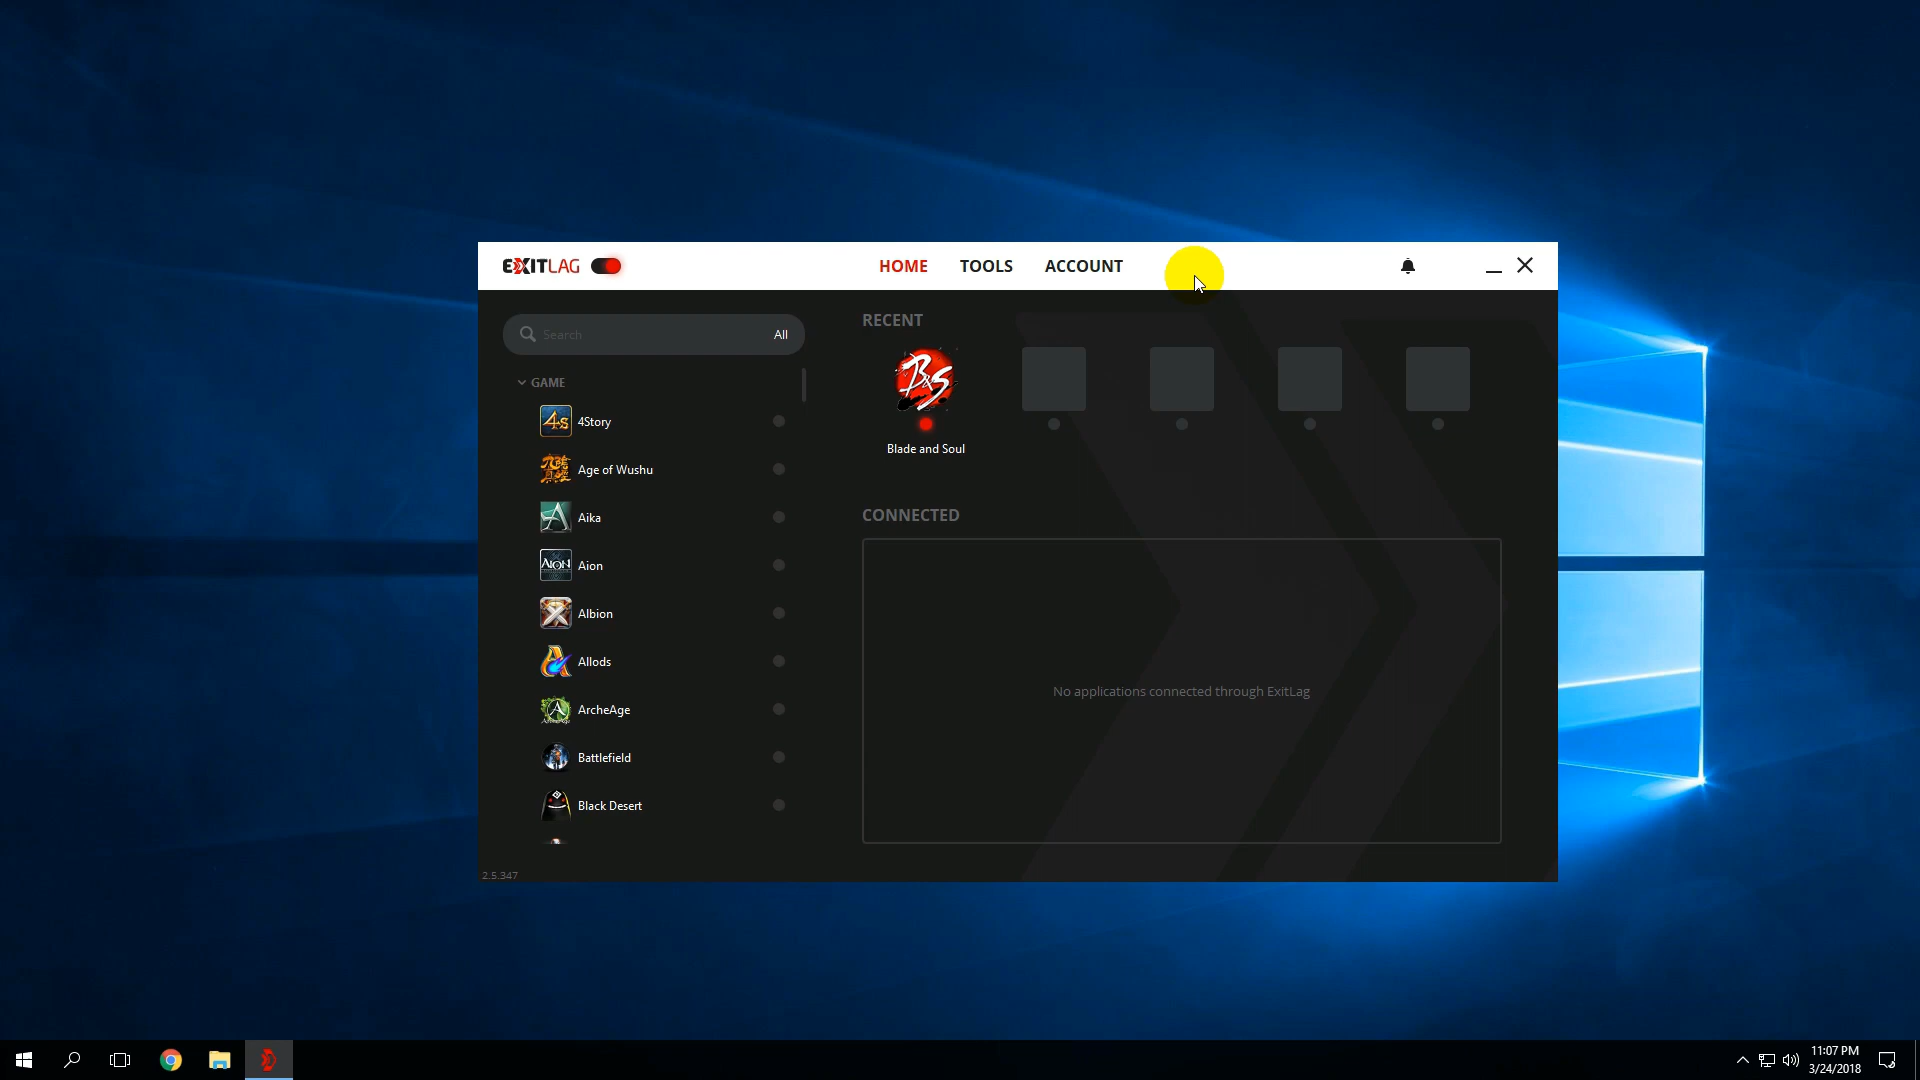 EXITLAG
HOME TOOLS ACCOUNT
Search All
GAME
4Story
Age of Wushu
Aika
Aion
Albion
Allods
ArcheAge
Battlefield
Black Desert
2.5.347
RECENT
Blade and Soul
CONNECTED
No applications connected through ExitLag
11:07 PM
3/24/2018